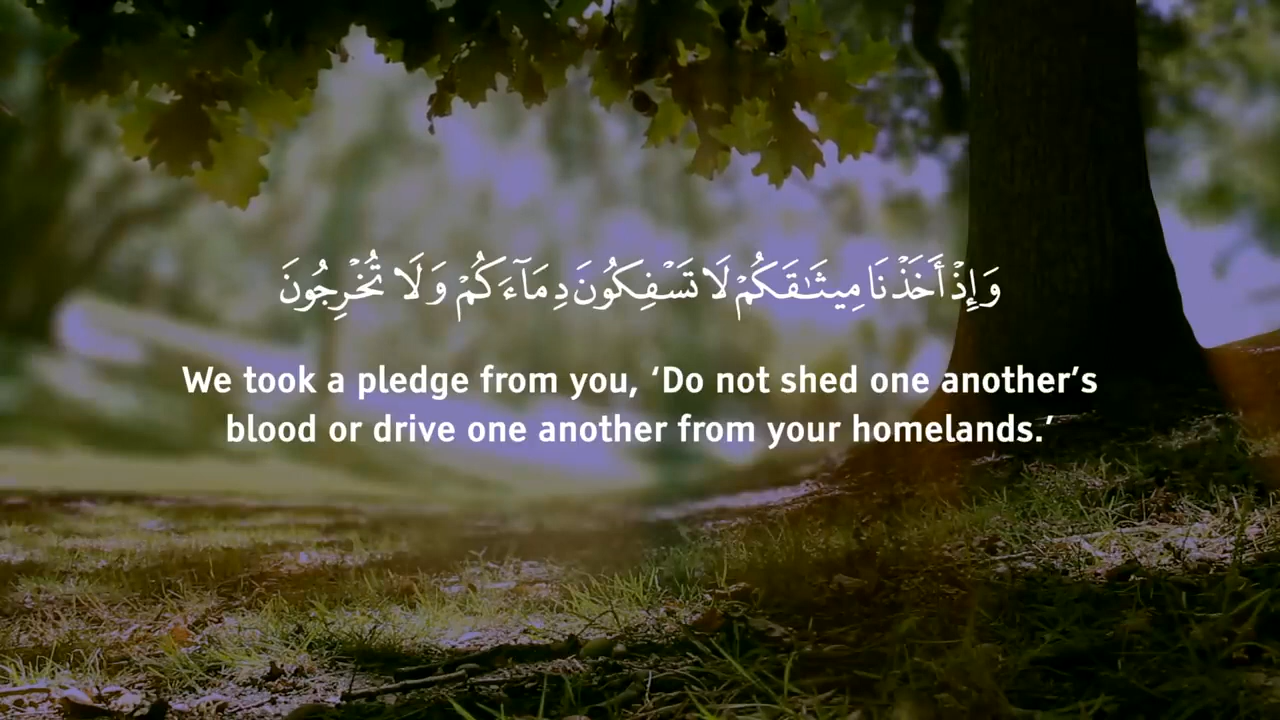 وَإِذْ أَخَذْنَا مِيثَٰقَكُمْ لَا تَسْفِكُونَ دِمَآءَكُمْ وَلَا تُخْرِجُونَ
We took a pledge from you, ‘Do not shed one another’s
blood or drive one another from your homelands.’